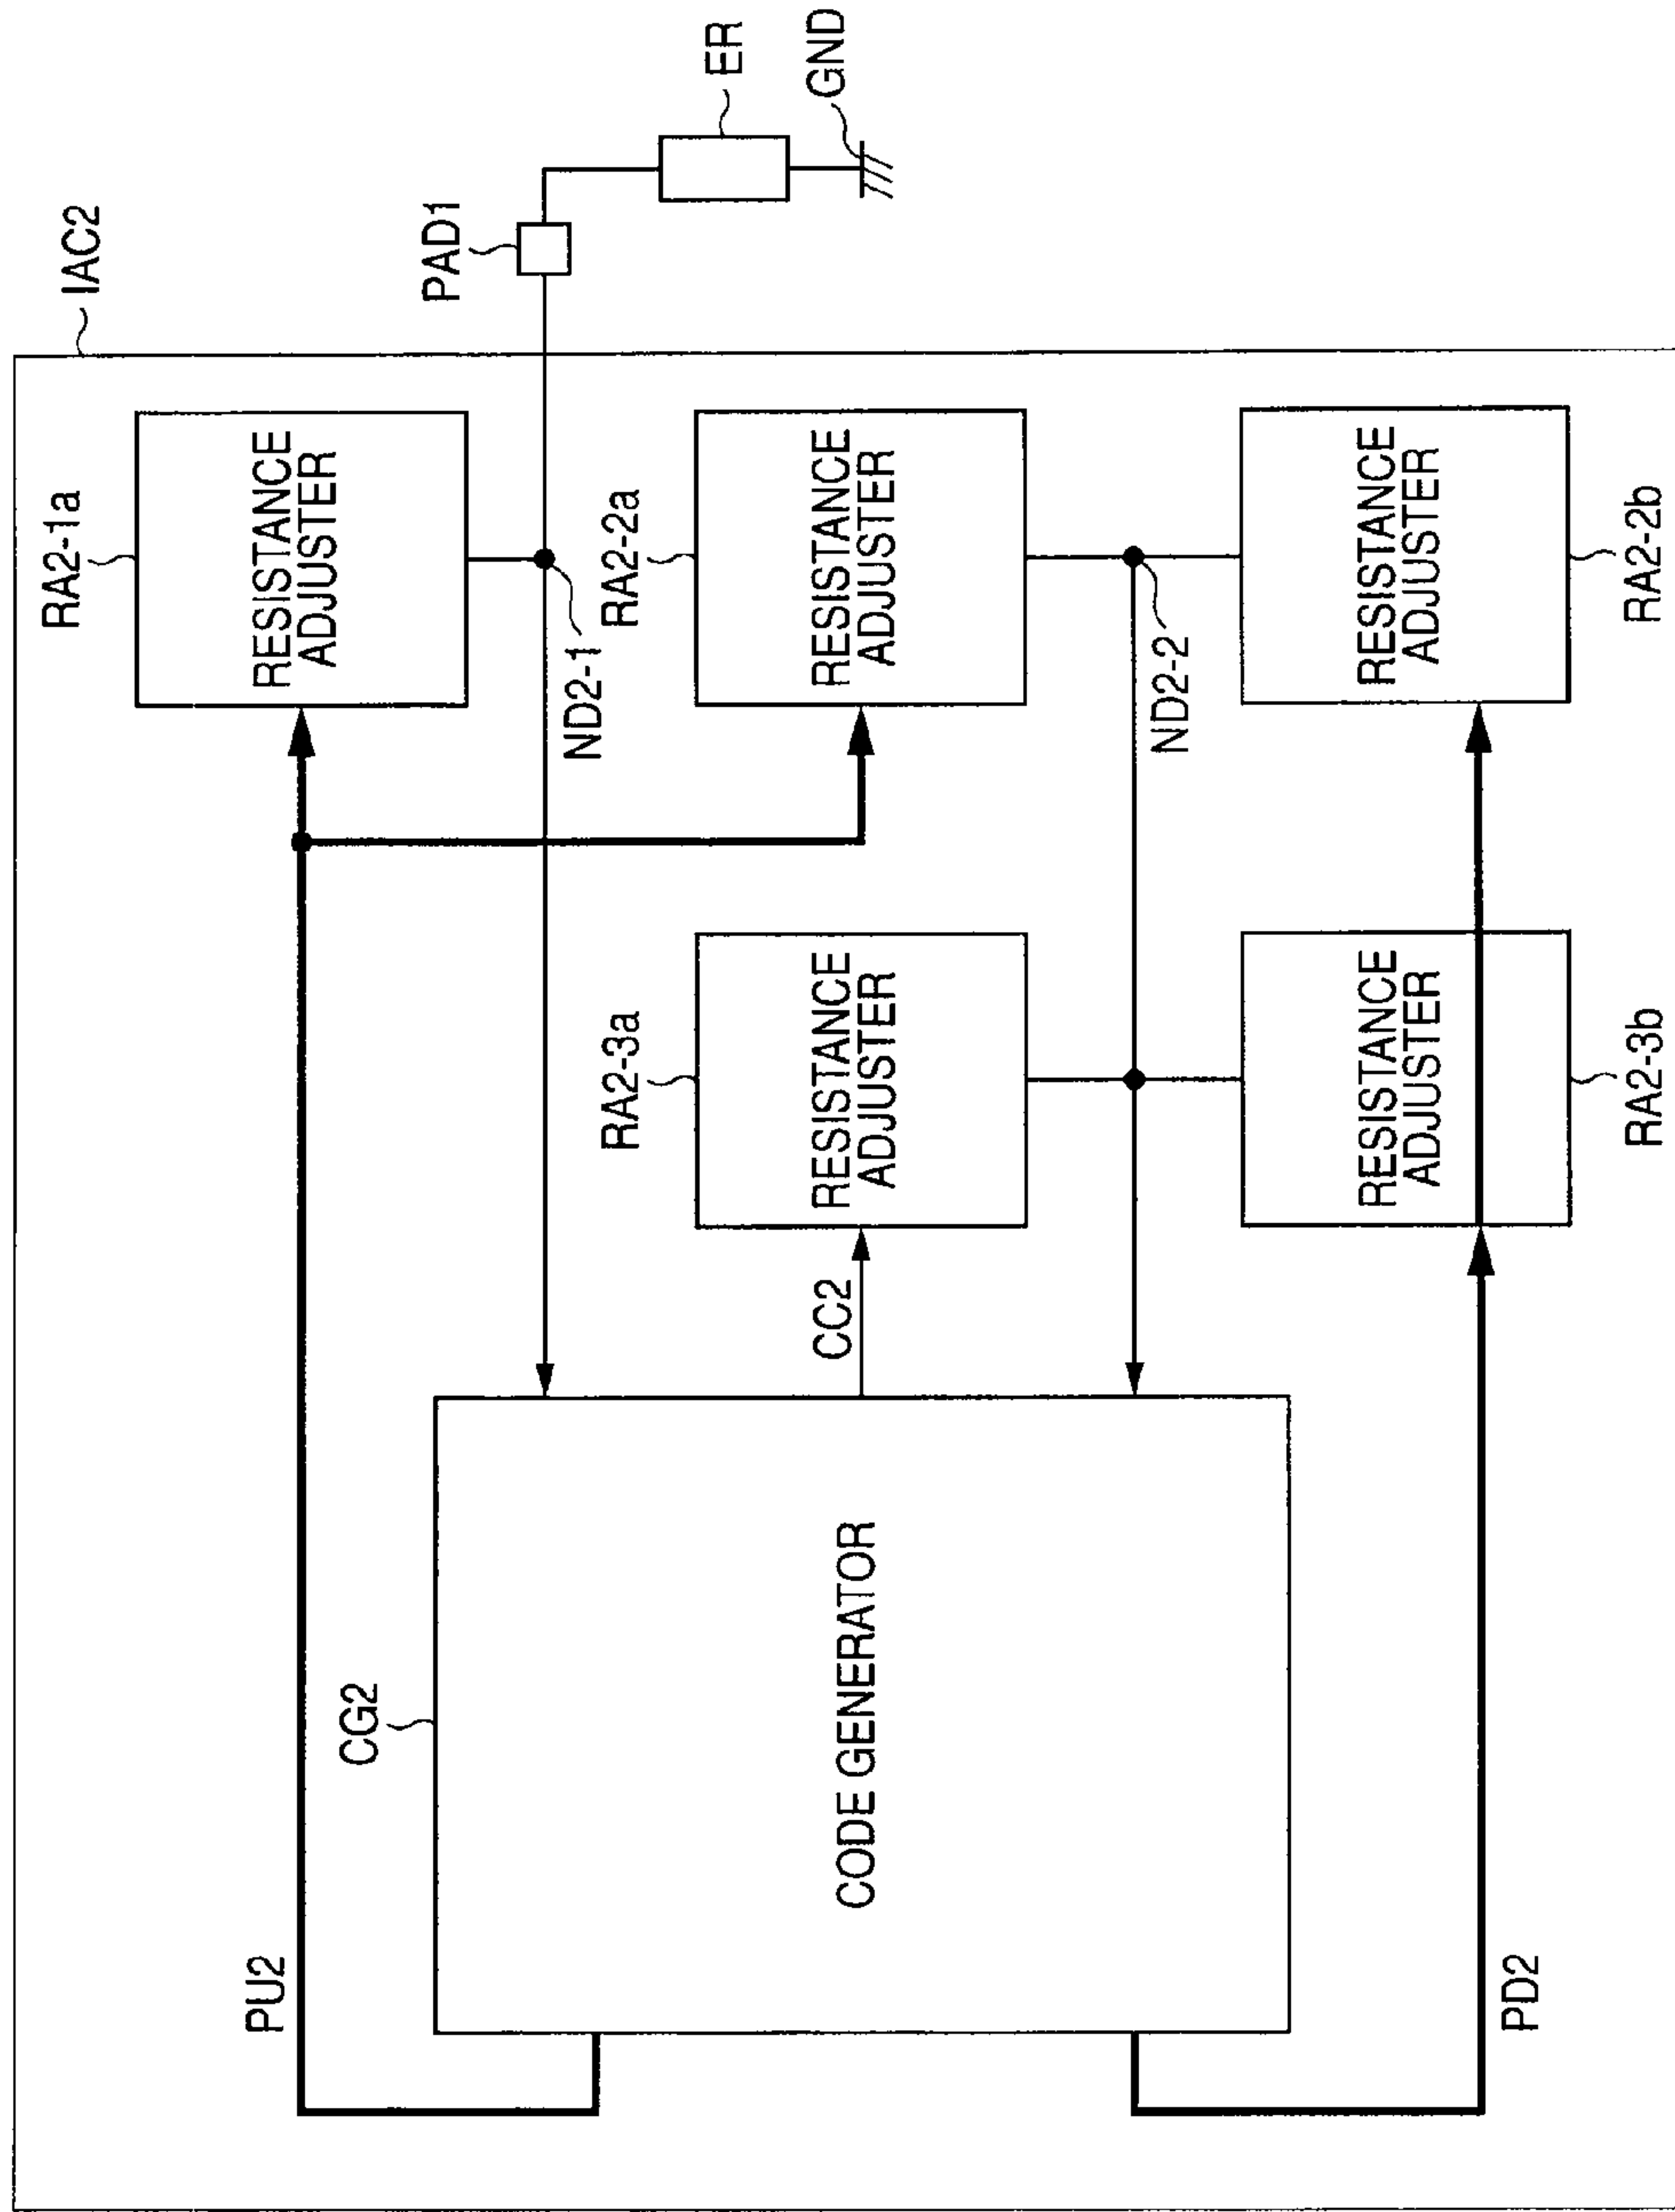 IAC2
RA2-1a
RESISTANCE
ADJUSTER
PAD1
ER
GND
PU2
ND2-1
CG2
CODE GENERATOR
CC2
RA2-3a
RESISTANCE
ADJUSTER
RA2-2a
RESISTANCE
ADJUSTER
ND2-2
RESISTANCE
ADJUSTER
RA2-3b
RESISTANCE
ADJUSTER
RA2-2b
PD2